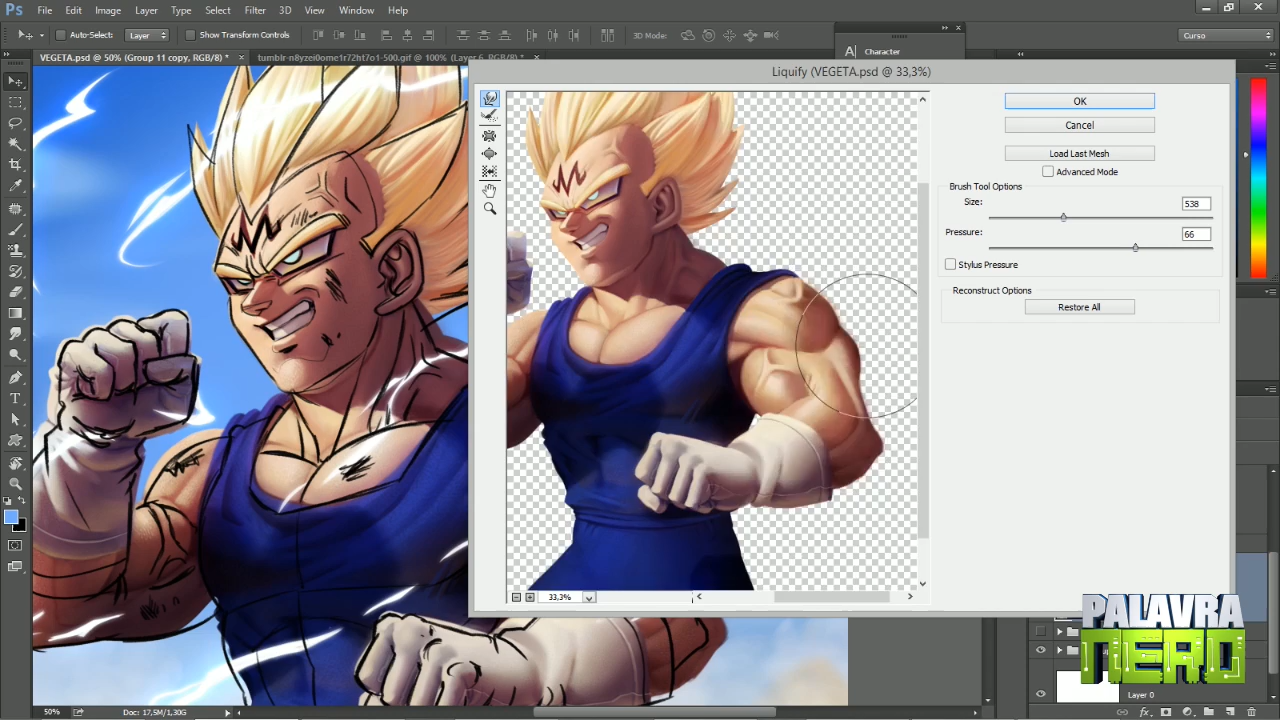 Ps File Edit Image Layer Type Select Filter 3D View Window Help
Auto-Select: Layer Show Transform Controls 3D Mode: Curso
A| Character
VEGETA.psd @ 50% (Group 11 copy, RGB/8) * × tumblr-n8yzei0ome1r72ht7o1-500.gif @ 100% (Layer 6, RGB/8) * ×
Liquify (VEGETA.psd @ 33,3%)
OK
Cancel
Load Last Mesh
Advanced Mode
Brush Tool Options
Size: 538
Pressure: 66
Stylus Pressure
Reconstruct Options
Restore All
33,3%
PALAVRA
NERD
Layer 0
50% Doc: 17,5M/1,30G
fx